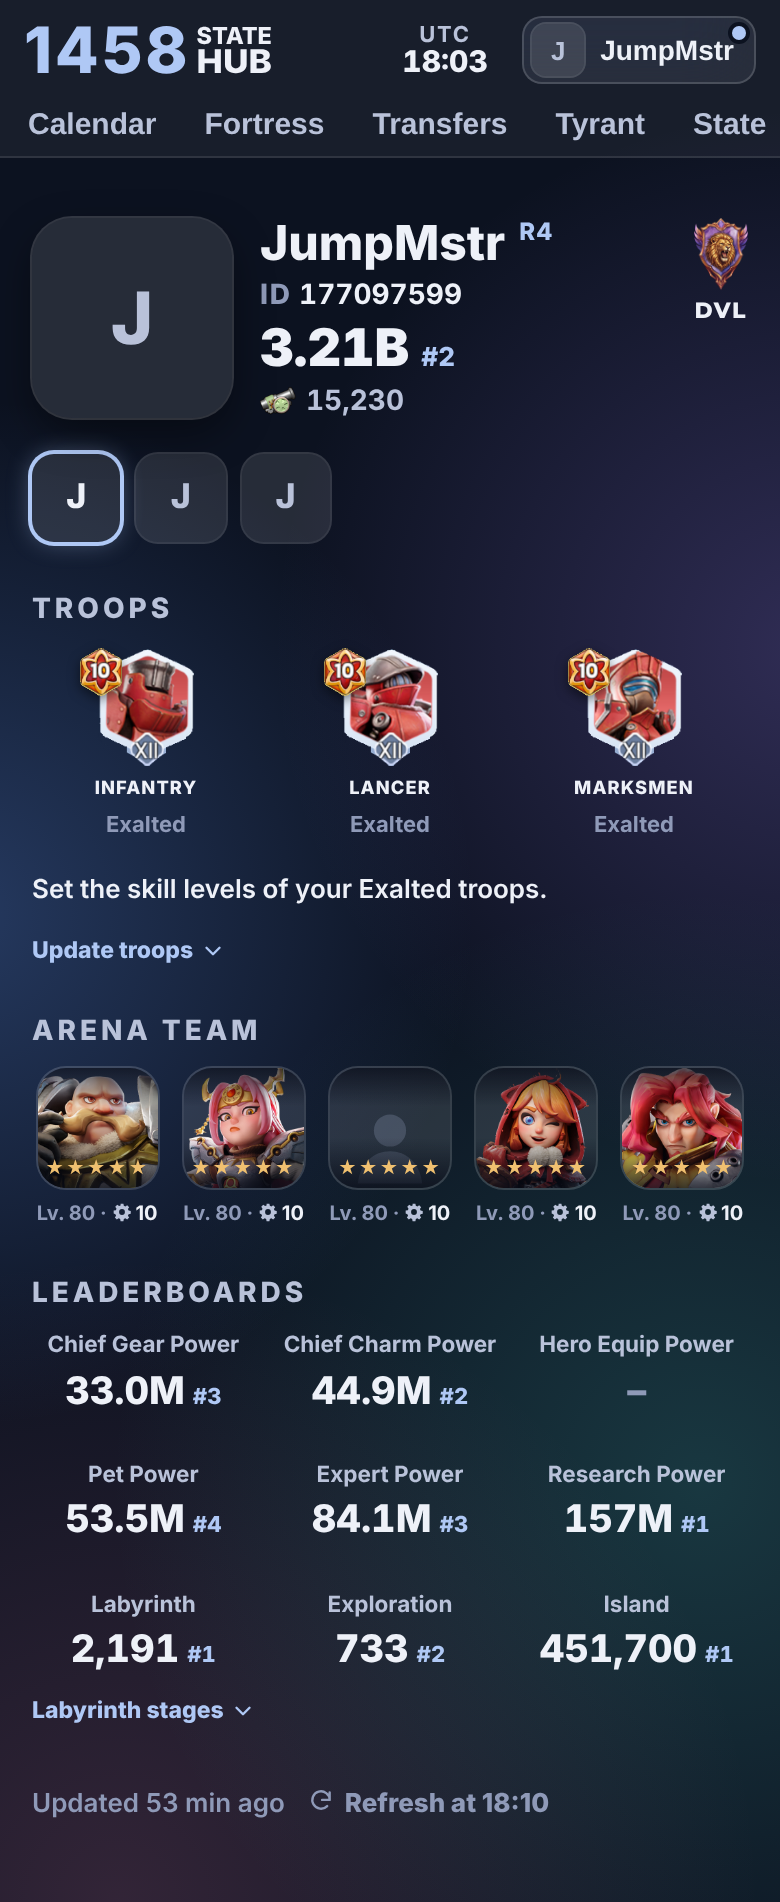 1458 STATE HUB
UTC
18:03
J JumpMstr
Calendar Fortress Transfers Tyrant State
J
JumpMstr R4
ID 177097599
3.21B #2
15,230
DVL
J J J
TROOPS
10 10 10
XII XII XII
INFANTRY LANCER MARKSMEN
Exalted Exalted Exalted
Set the skill levels of your Exalted troops.
Update troops
ARENA TEAM
Lv. 80 · 10 Lv. 80 · 10 Lv. 80 · 10 Lv. 80 · 10 Lv. 80 · 10
LEADERBOARDS
Chief Gear Power Chief Charm Power Hero Equip Power
33.0M #3 44.9M #2 –
Pet Power Expert Power Research Power
53.5M #4 84.1M #3 157M #1
Labyrinth Exploration Island
2,191 #1 733 #2 451,700 #1
Labyrinth stages
Updated 53 min ago Refresh at 18:10